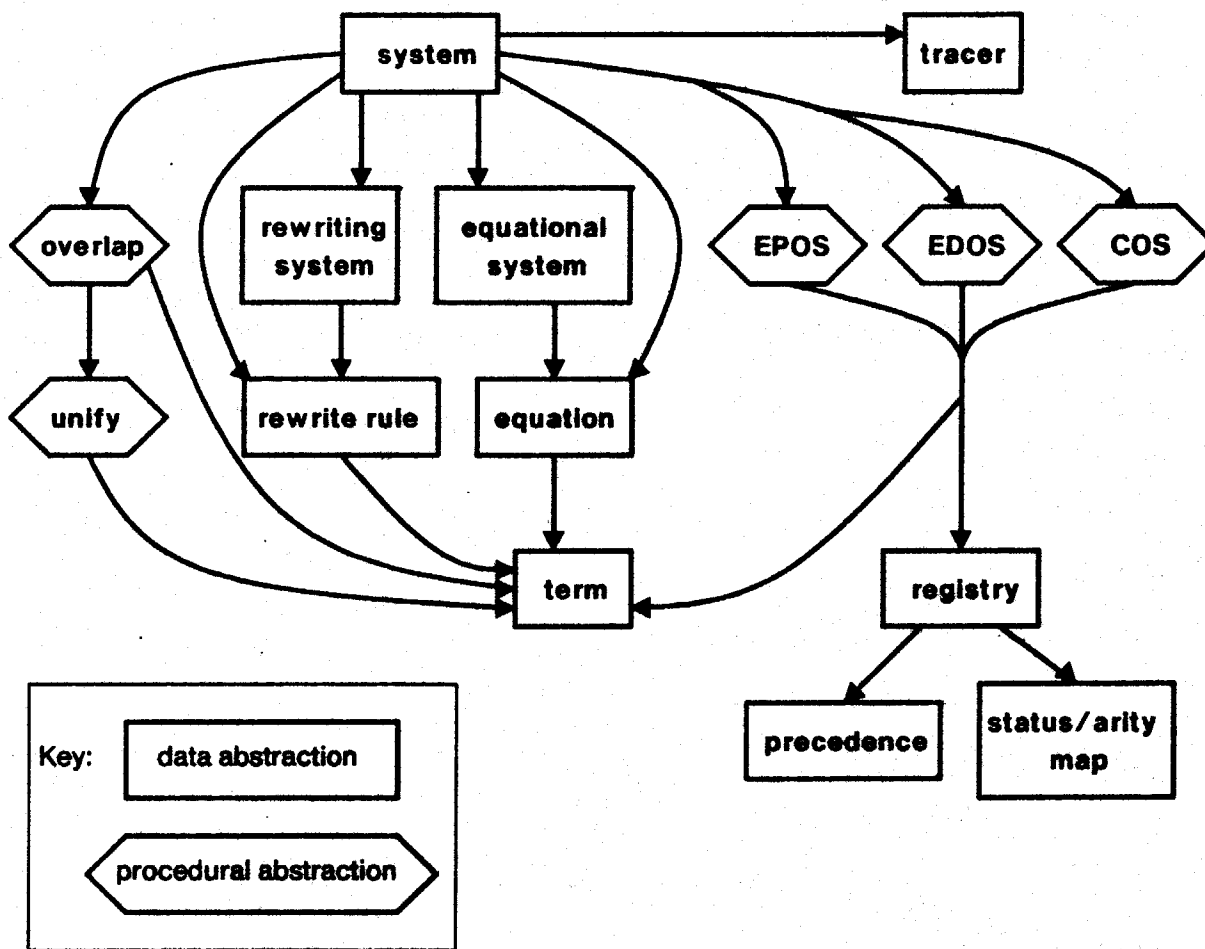 system
tracer
overlap
rewriting
system
equational
system
EPOS
EDOS
COS
unify
rewrite rule
equation
term
registry
precedence
status/arity
map
Key:
data abstraction
procedural abstraction